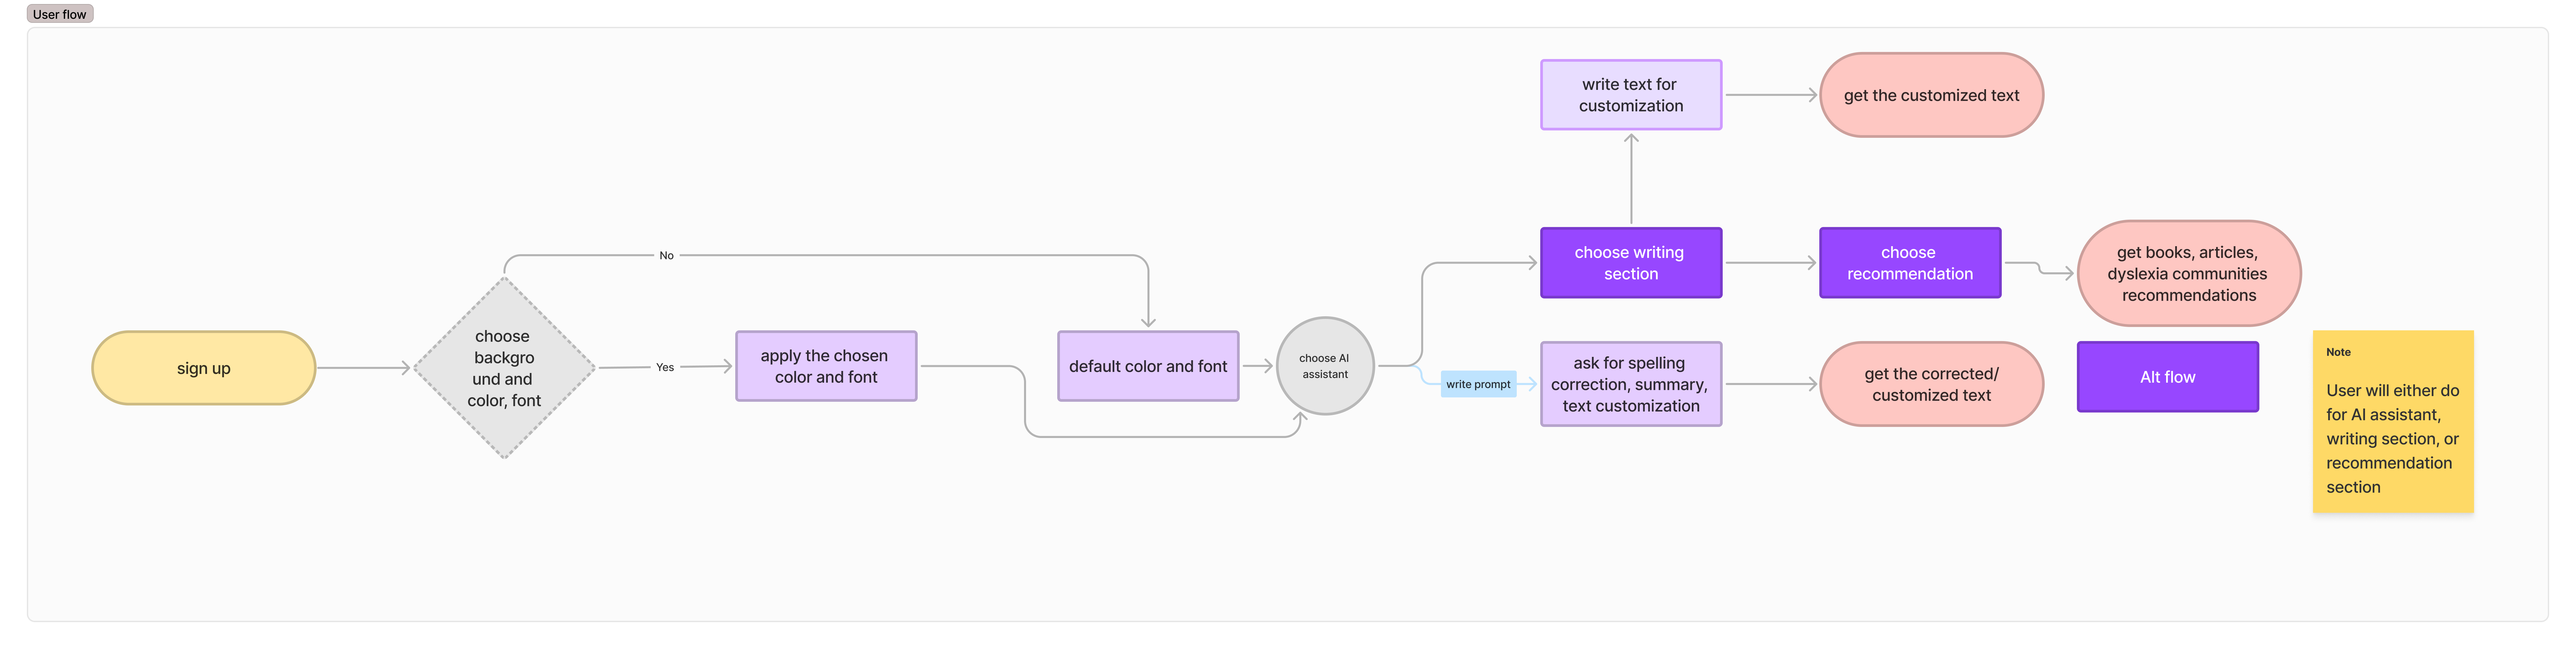 User flow
sign up
choose
backgro
und and
color, font
No
Yes
apply the chosen
color and font
default color and font
choose AI
assistant
write prompt
write text for
customization
get the customized text
choose writing
section
choose
recommendation
get books, articles,
dyslexia communities
recommendations
ask for spelling
correction, summary,
text customization
get the corrected/
customized text
Alt flow
Note
User will either do
for AI assistant,
writing section, or
recommendation
section